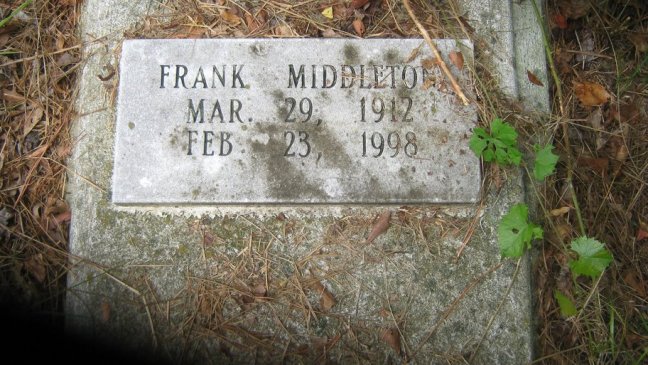 FRANK MIDDLETON
MAR. 29, 1912
FEB. 23, 1998